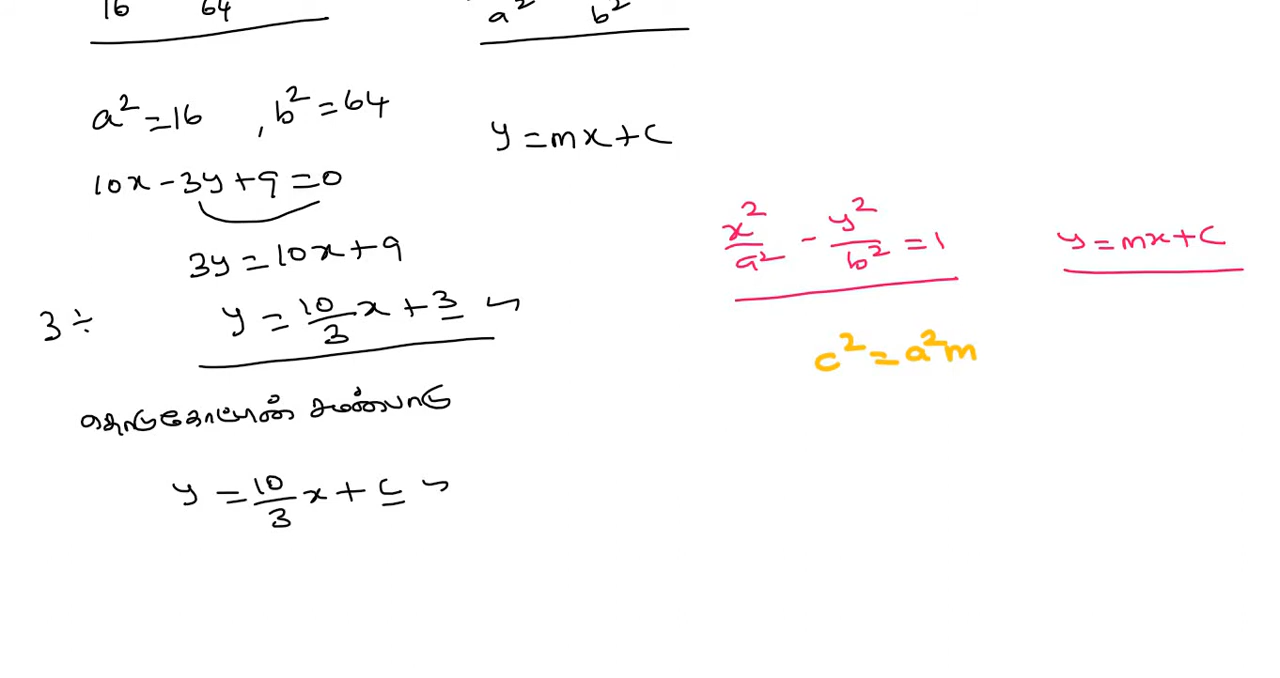 16 64
a² b²
a² = 16 , b² = 64
y = mx + c
10x - 3y + 9 = 0
3y = 10x + 9
3 ÷ y = 10/3 x + 3
தொடுகோட்டின் சமன்பாடு
y = 10/3 x + c
x²/a² - y²/b² = 1 y = mx + c
c² = a²m